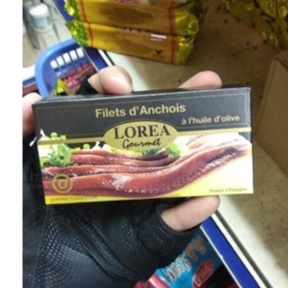 Filets d'Anchois
à l'huile d'olive
LOREA
Gourmet
Produit d'Espagne